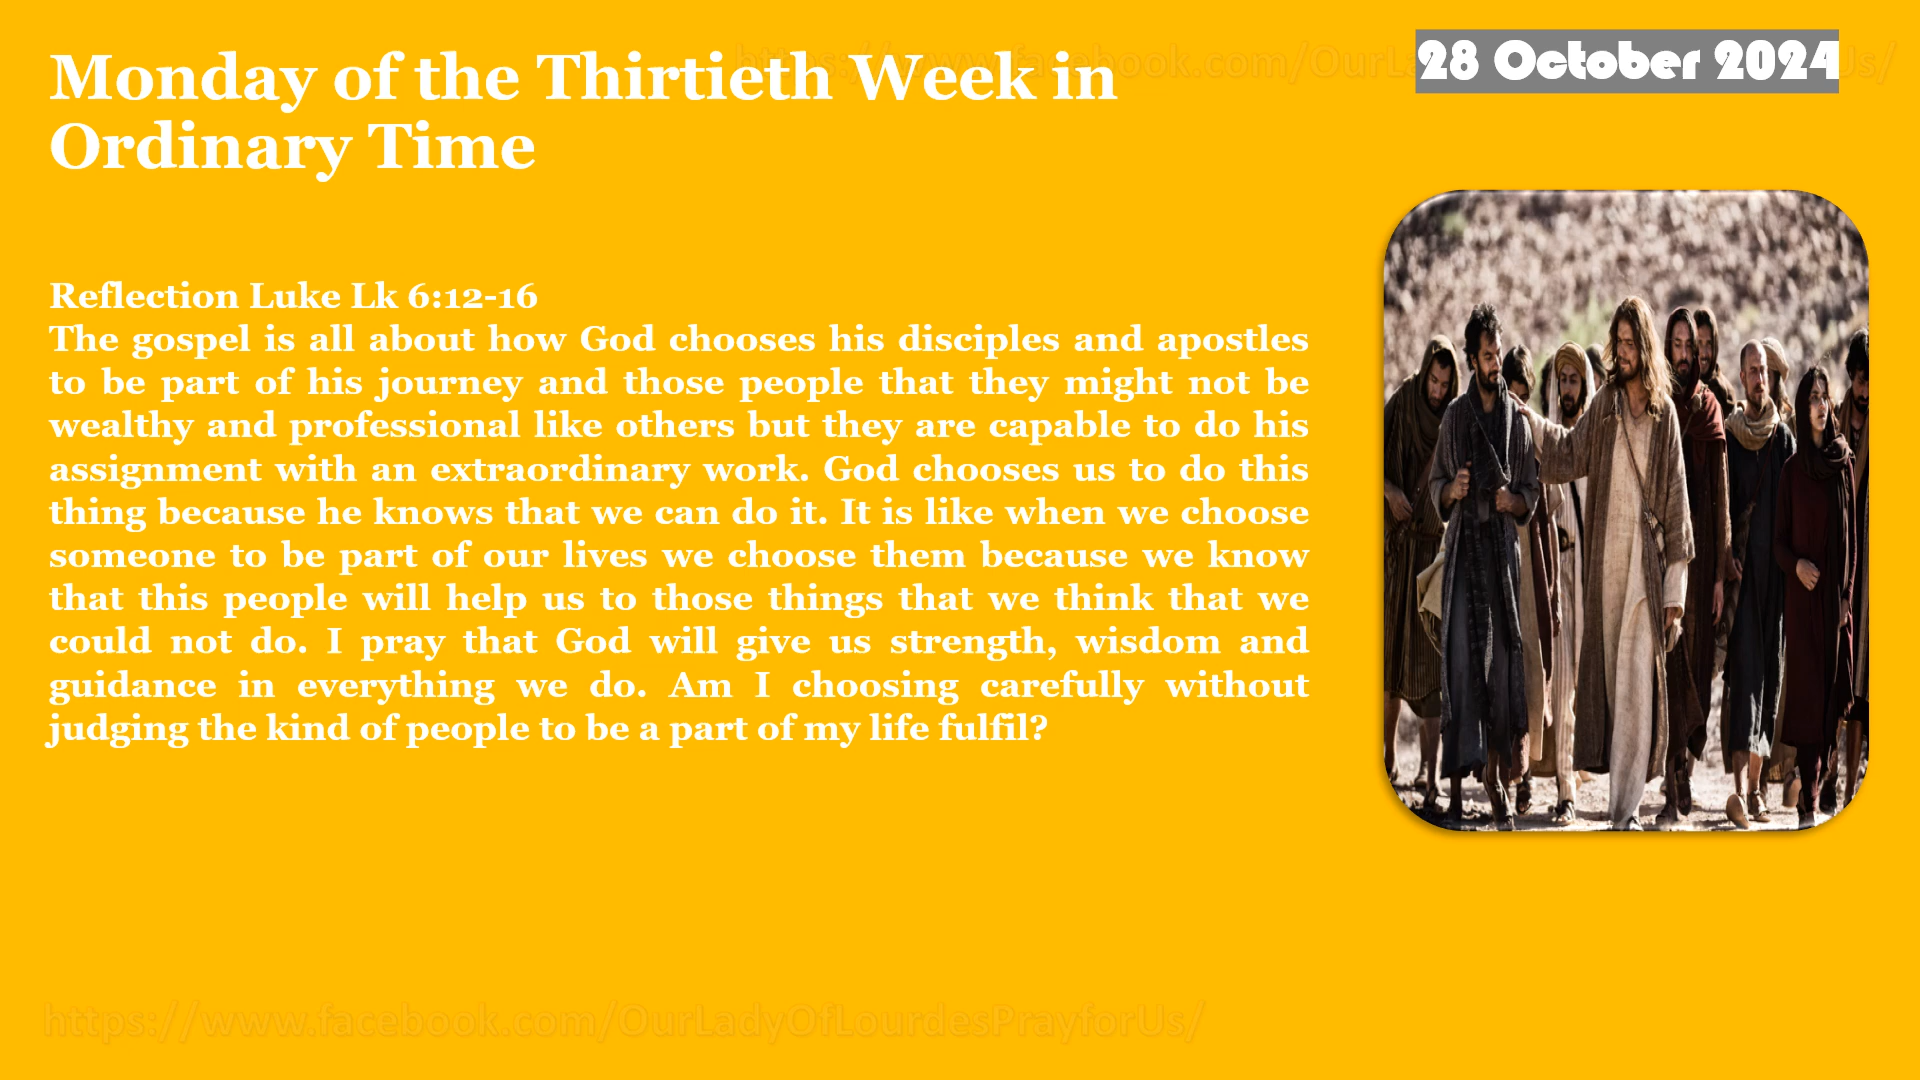 Monday of the Thirtieth Week in
Ordinary Time
28 October 2024
Reflection Luke Lk 6:12-16
The gospel is all about how God chooses his disciples and apostles
to be part of his journey and those people that they might not be
wealthy and professional like others but they are capable to do his
assignment with an extraordinary work. God chooses us to do this
thing because he knows that we can do it. It is like when we choose
someone to be part of our lives we choose them because we know
that this people will help us to those things that we think that we
could not do. I pray that God will give us strength, wisdom and
guidance in everything we do. Am I choosing carefully without
judging the kind of people to be a part of my life fulfil?
https://www.facebook.com/OurLadyOfLourdesPrayforUs/